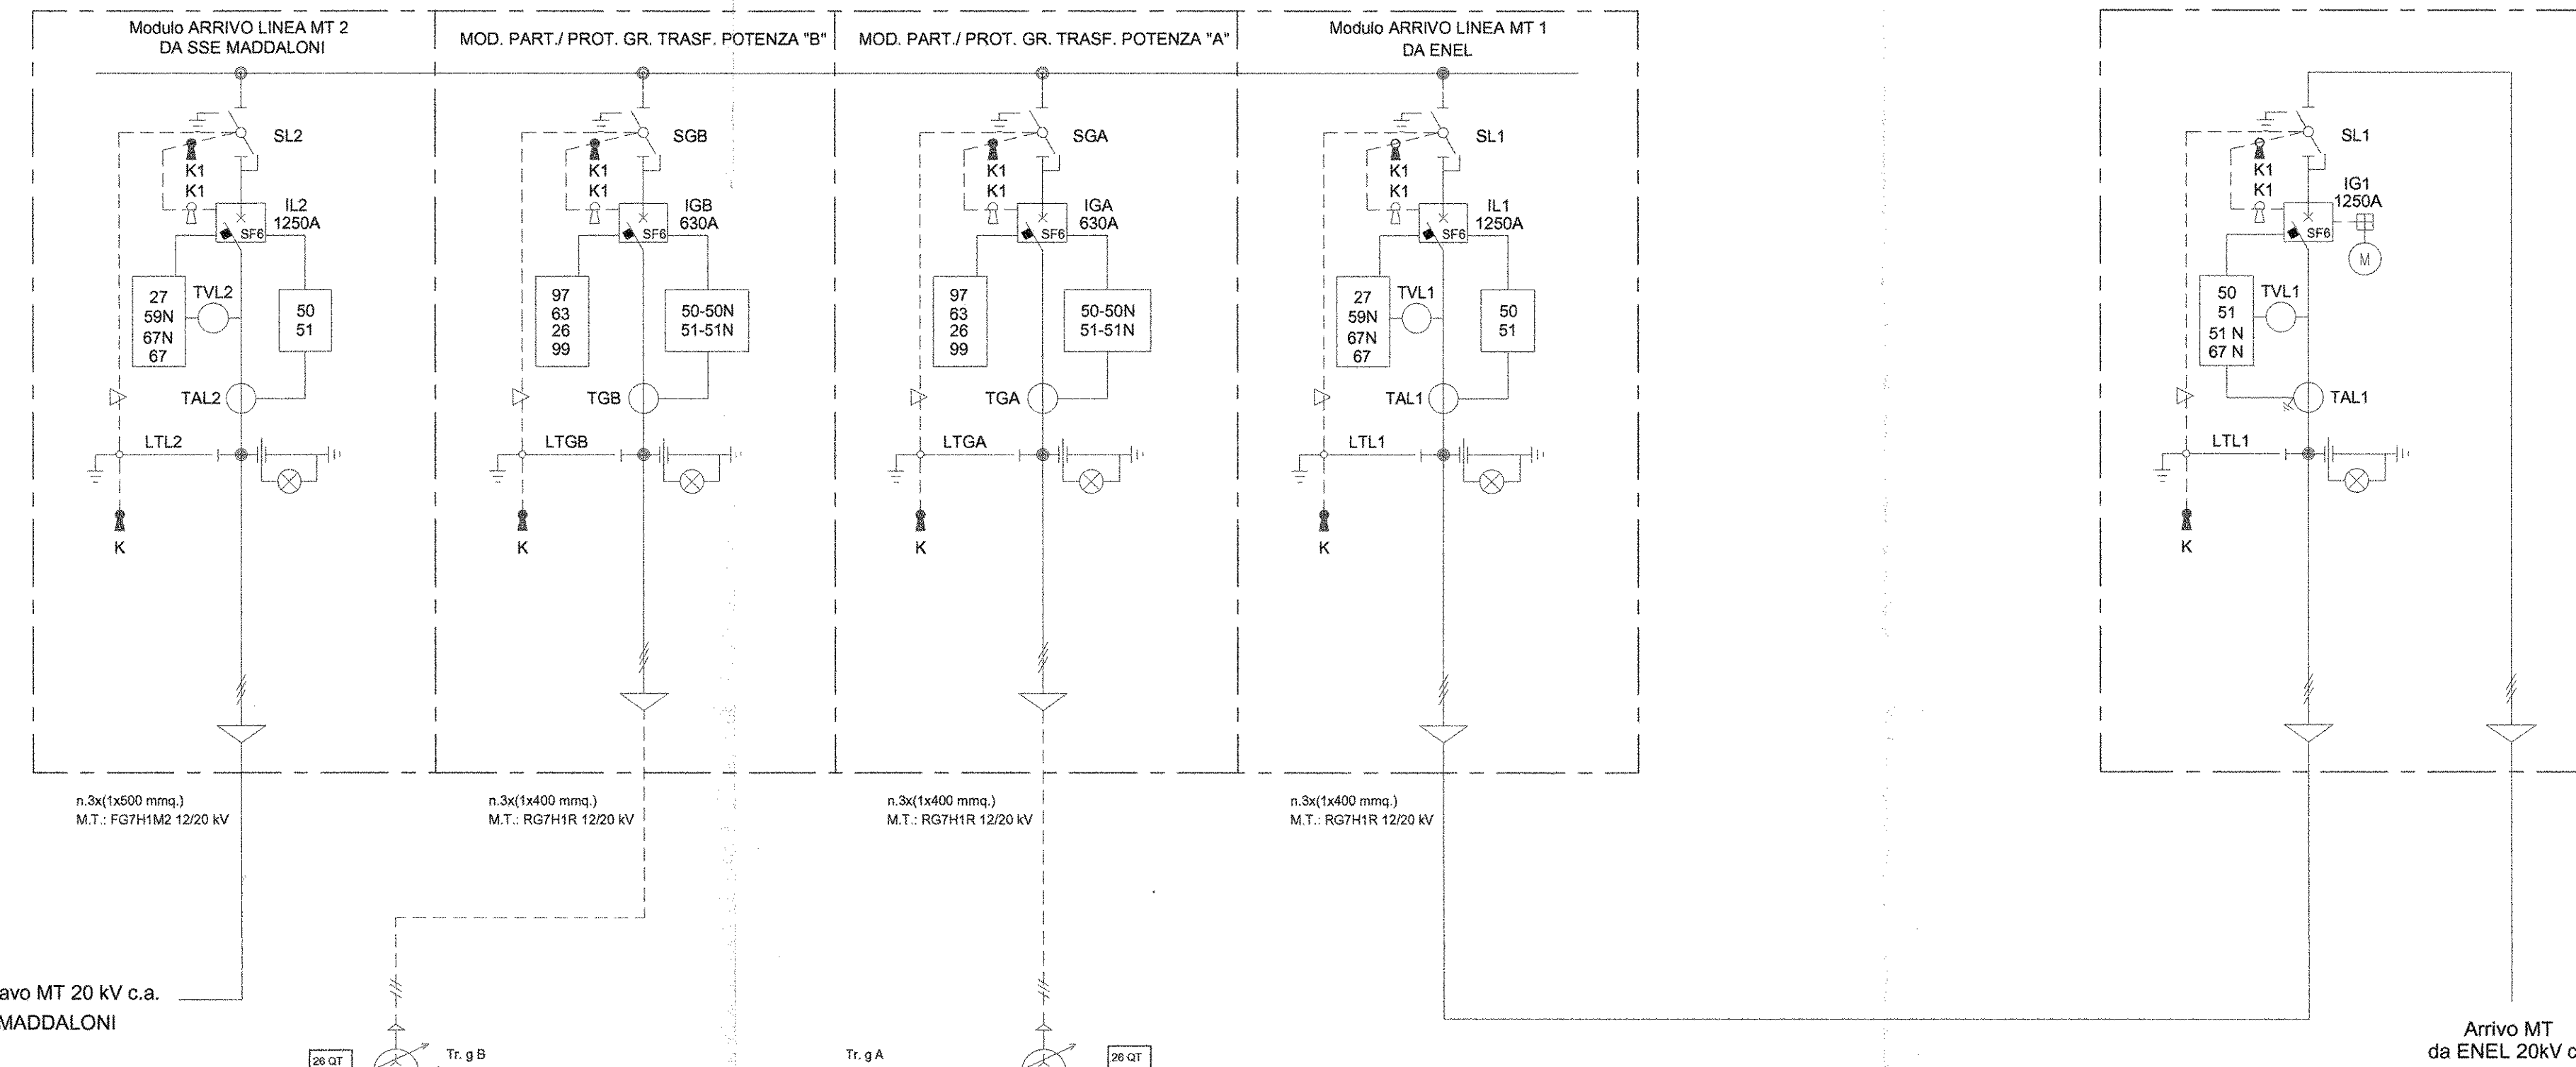 Modulo ARRIVO LINEA MT 2
DA SSE MADDALONI
SL2
K1
K1
IL2
1250A
SF6
27
59N
67N
67
TVL2
50
51
TAL2
LTL2
K
n.3x(1x500 mmq.)
M.T.: FG7H1M2 12/20 kV
MOD. PART./ PROT. GR. TRASF. POTENZA "B"
SGB
K1
K1
IGB
630A
SF6
97
63
26
99
50-50N
51-51N
TGB
LTGB
K
n.3x(1x400 mmq.)
M.T.: RG7H1R 12/20 kV
MOD. PART./ PROT. GR. TRASF. POTENZA "A"
SGA
K1
K1
IGA
630A
SF6
97
63
26
99
50-50N
51-51N
TGA
LTGA
K
n.3x(1x400 mmq.)
M.T.: RG7H1R 12/20 kV
Modulo ARRIVO LINEA MT 1
DA ENEL
SL1
K1
K1
IL1
1250A
SF6
27
59N
67N
67
TVL1
50
51
TAL1
LTL1
K
n.3x(1x400 mmq.)
M.T.: RG7H1R 12/20 kV
SL1
K1
K1
IG1
1250A
SF6
M
50
51
51 N
67 N
TVL1
TAL1
LTL1
K
avo MT 20 kV c.a.
MADDALONI
26 QT
Tr. g B
Tr. g A
26 QT
Arrivo MT
da ENEL 20kV c